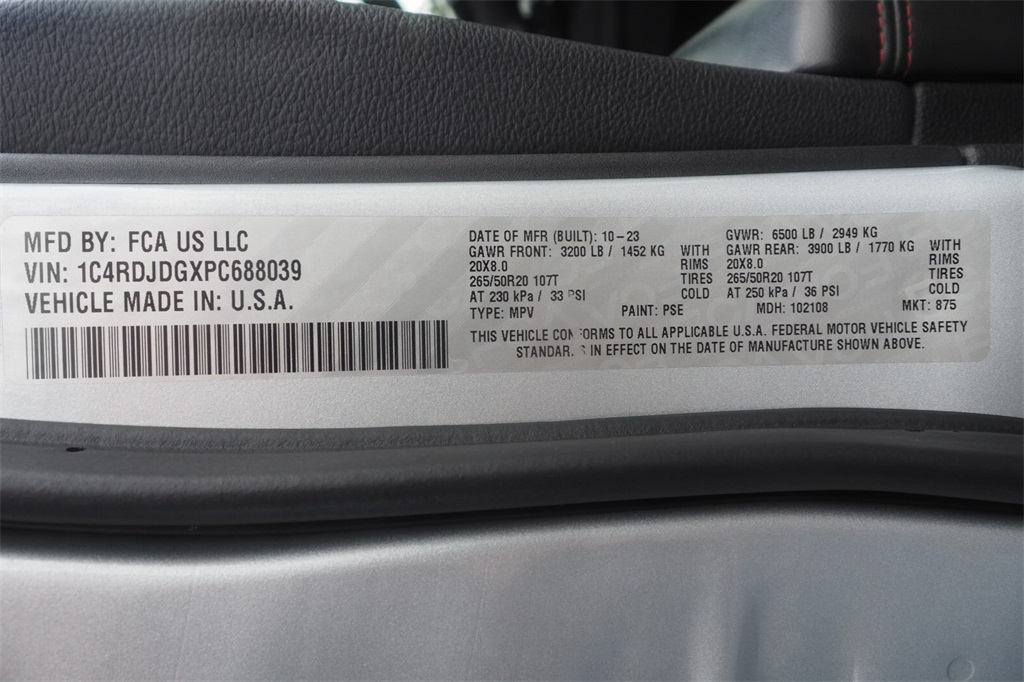 MFD BY: FCA US LLC
VIN: 1C4RDJDGXPC688039
VEHICLE MADE IN: U.S.A.
DATE OF MFR (BUILT): 10-23 GVWR: 6500 LB / 2949 KG
GAWR FRONT: 3200 LB / 1452 KG WITH GAWR REAR: 3900 LB / 1770 KG WITH
20X8.0 RIMS 20X8.0 RIMS
265/50R20 107T TIRES 265/50R20 107T TIRES
AT 230 kPa / 33 PSI COLD AT 250 kPa / 36 PSI COLD
TYPE: MPV PAINT: PSE MDH: 102108 MKT: 875
THIS VEHICLE CONFORMS TO ALL APPLICABLE U.S.A. FEDERAL MOTOR VEHICLE SAFETY
STANDAR. S IN EFFECT ON THE DATE OF MANUFACTURE SHOWN ABOVE.